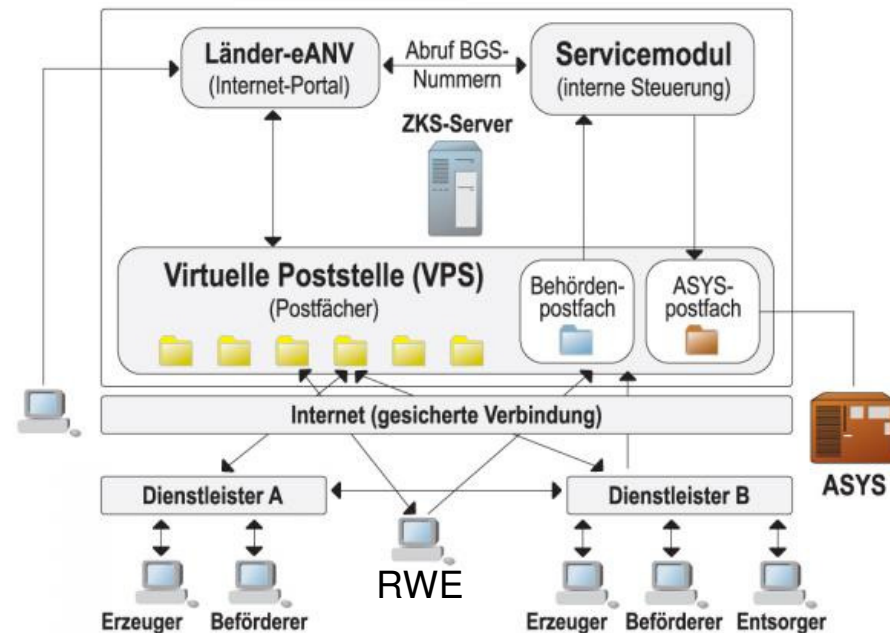 Länder-eANV
(Internet-Portal)
Abruf BGS-
Nummern
Servicemodul
(interne Steuerung)
ZKS-Server
Virtuelle Poststelle (VPS)
(Postfächer)
Behörden-
postfach
ASYS-
postfach
Internet (gesicherte Verbindung)
ASYS
Dienstleister A
Dienstleister B
RWE
Erzeuger
Beförderer
Erzeuger
Beförderer
Entsorger